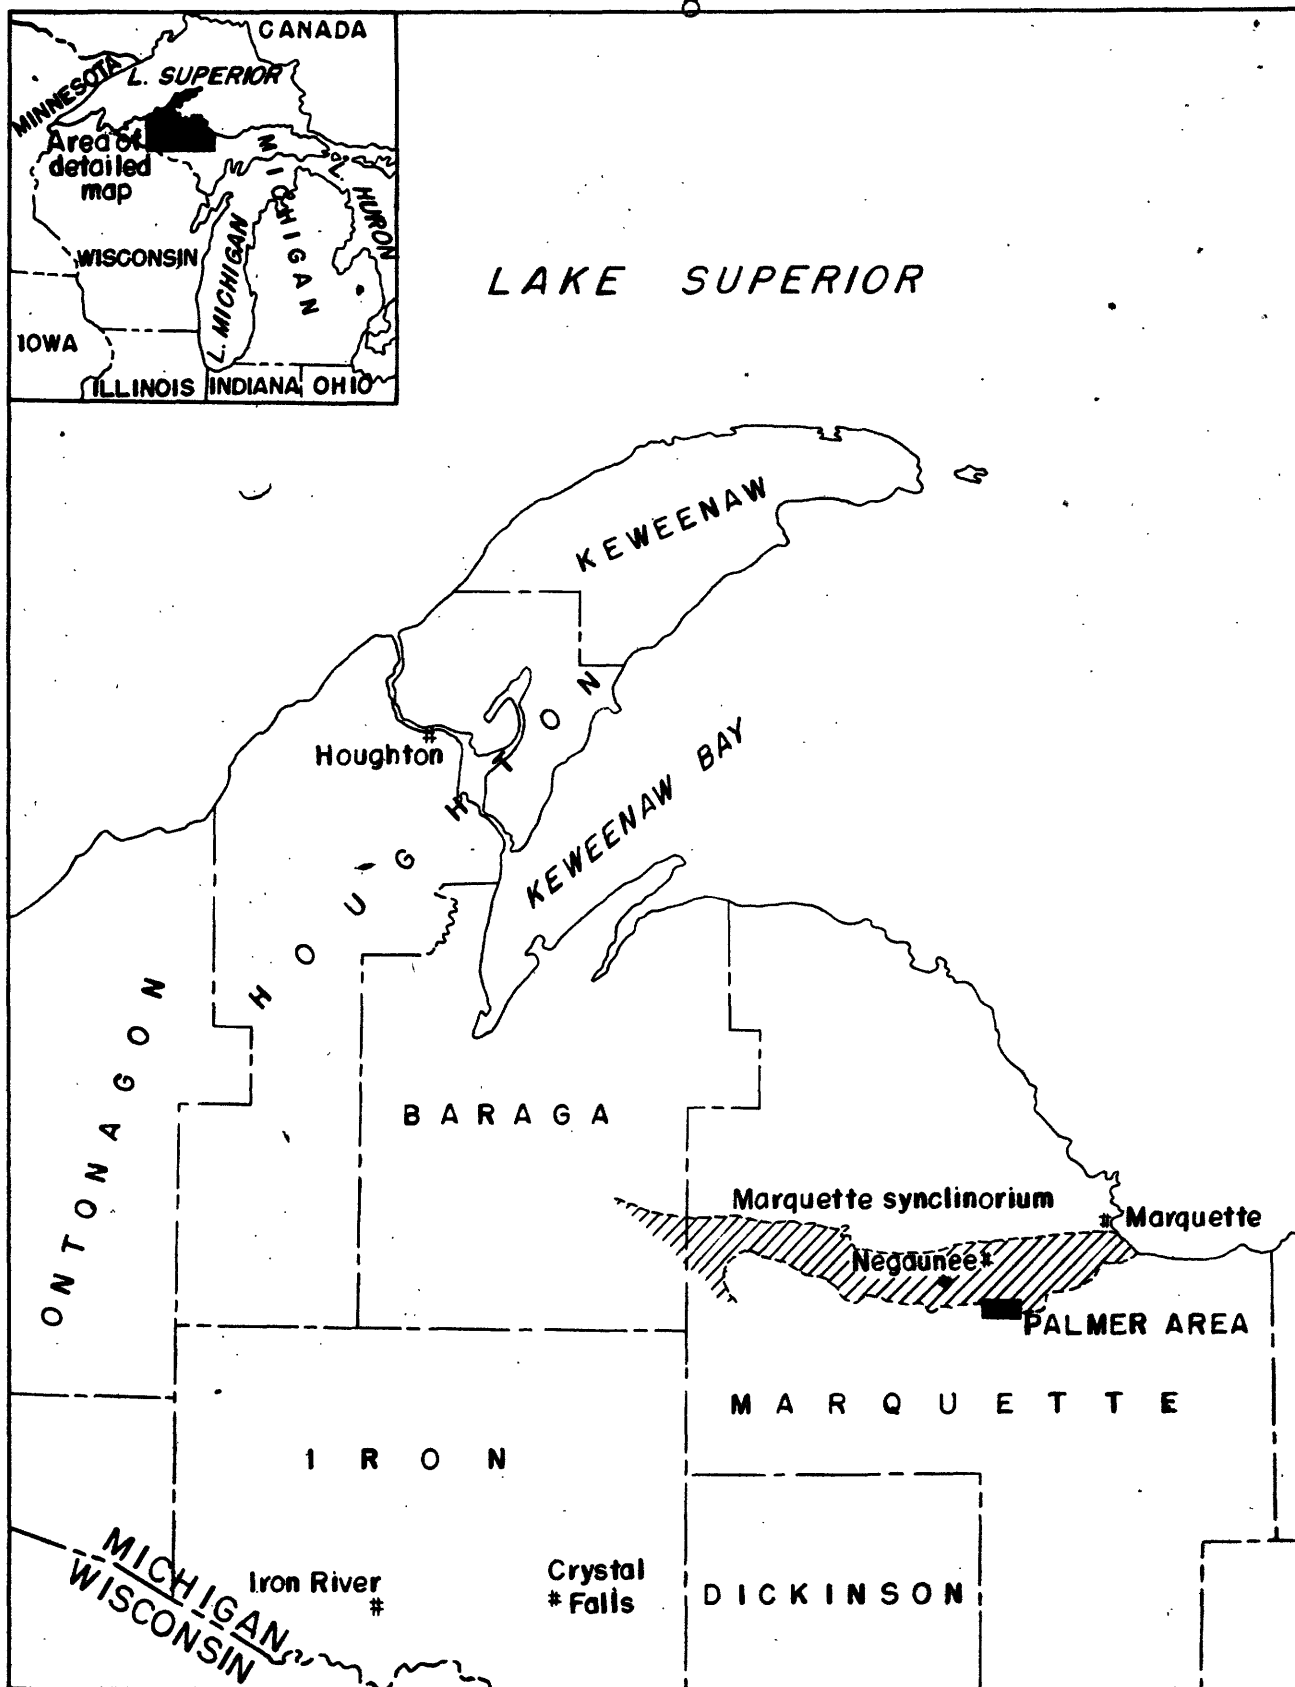 CANADA
MINNESOTA
L. SUPERIOR
Area of
detailed
map
MICHIGAN
L. HURON
WISCONSIN
L. MICHIGAN
IOWA
ILLINOIS
INDIANA
OHIO
LAKE SUPERIOR
KEWEENAW
HOUGHTON
Houghton
KEWEENAW BAY
ONTONAGON
BARAGA
Marquette synclinorium
# Marquette
Negaunee #
PALMER AREA
MARQUETTE
IRON
MICHIGAN
WISCONSIN
Iron River
#
Crystal
# Falls
DICKINSON